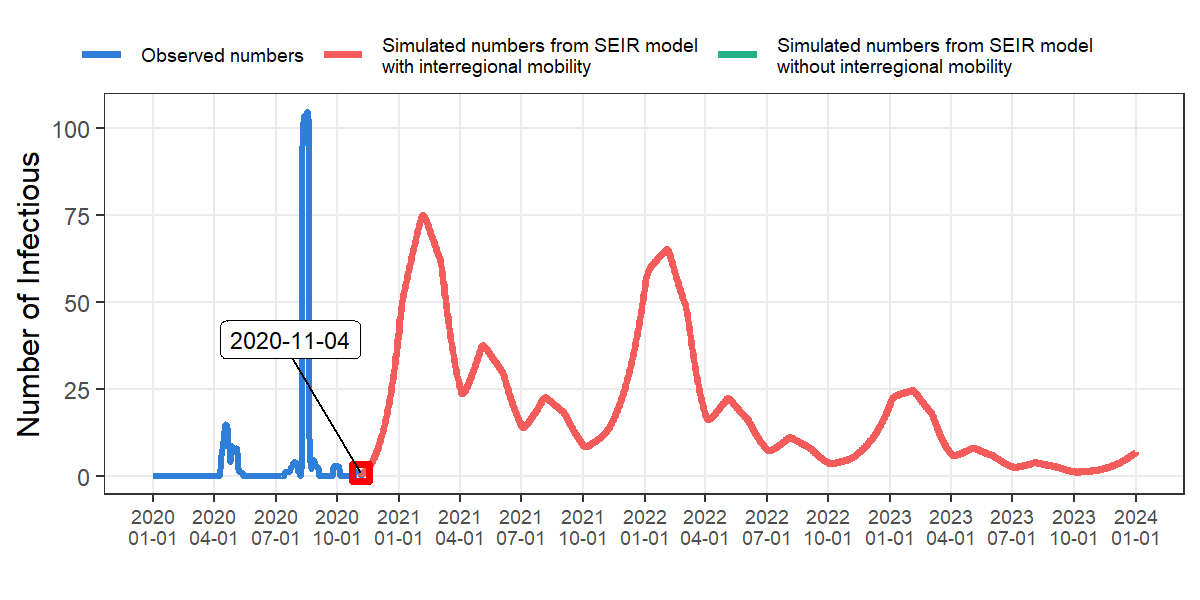 Observed numbers
Simulated numbers from SEIR model
with interregional mobility
Simulated numbers from SEIR model
without interregional mobility
Number of Infectious
100
75
50
25
0
2020-11-04
2020 2020 2020 2020 2021 2021 2021 2021 2022 2022 2022 2022 2023 2023 2023 2023 2024
01-01 04-01 07-01 10-01 01-01 04-01 07-01 10-01 01-01 04-01 07-01 10-01 01-01 04-01 07-01 10-01 01-01